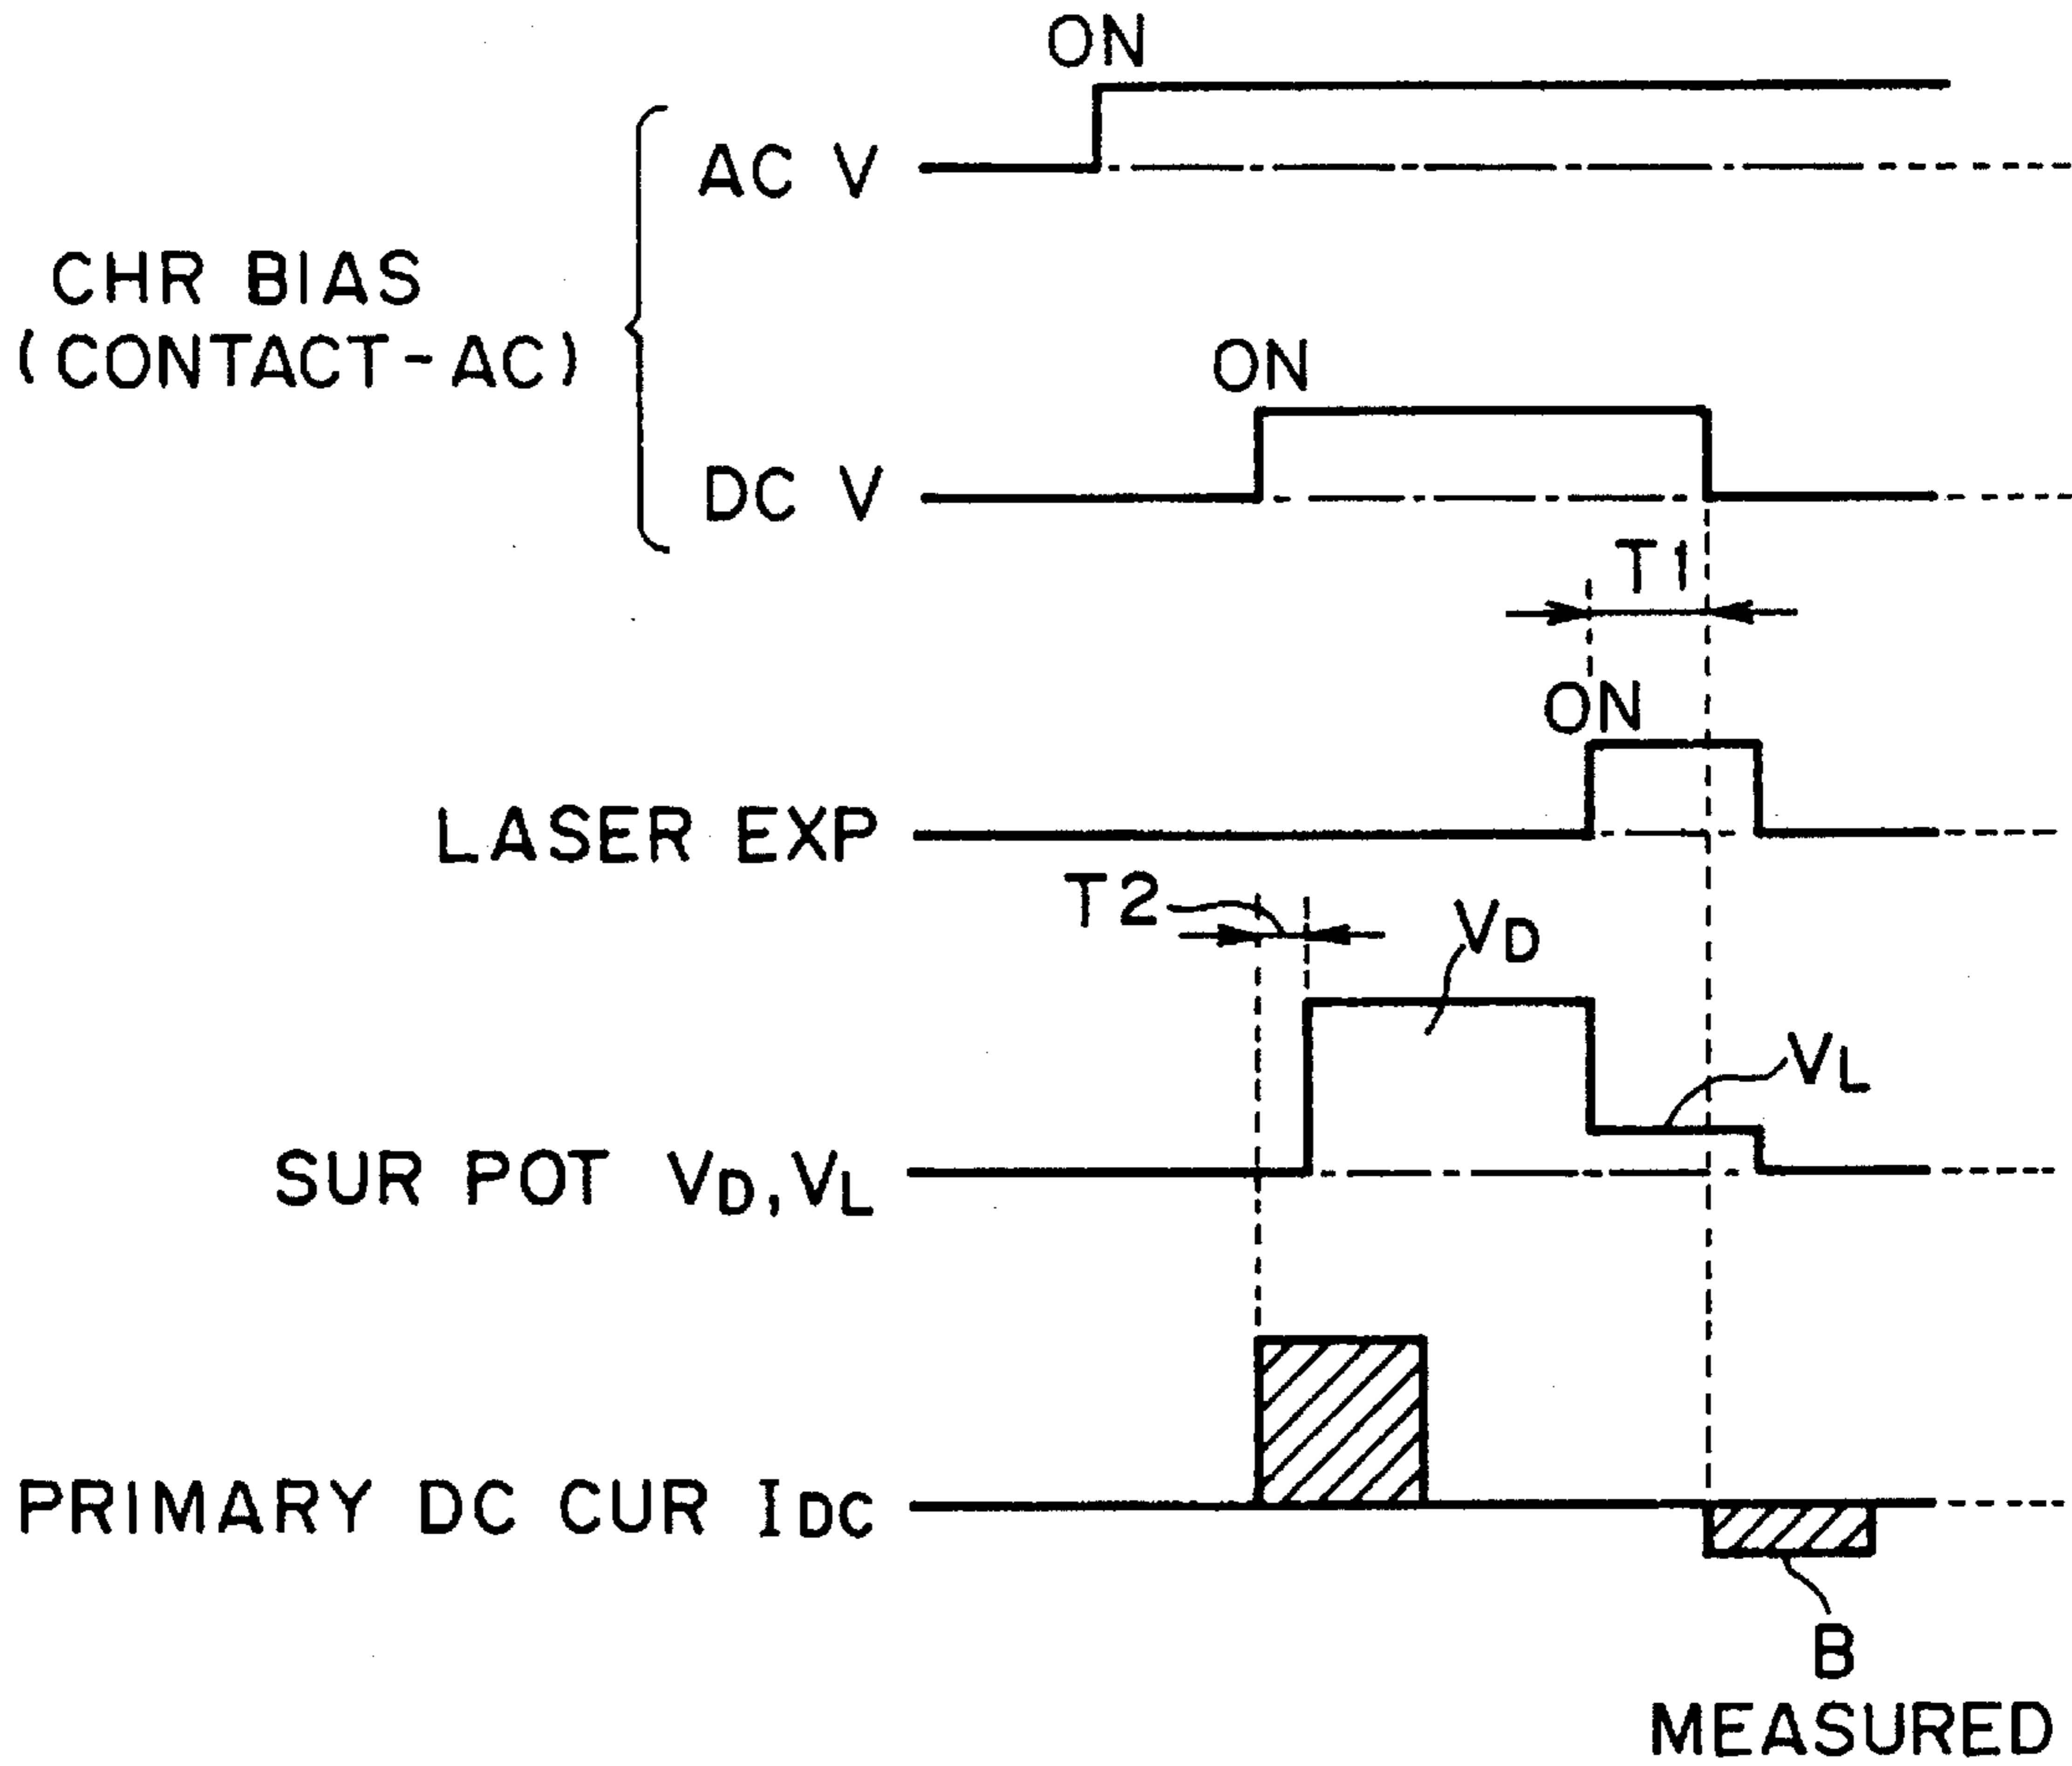 ON
AC V
CHR BIAS
(CONTACT-AC)
ON
DC V
T1
ON
LASER EXP
T2
VD
VL
SUR POT VD, VL
PRIMARY DC CUR IDC
B
MEASURED